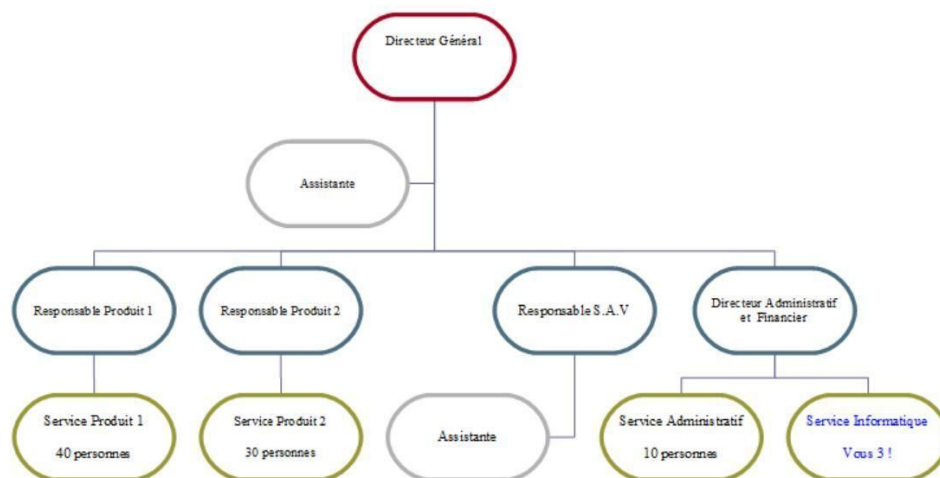 Directeur Général
Assistante
Responsable Produit 1
Responsable Produit 2
Responsable S.A.V
Directeur Administratif
et Financier
Service Produit 1
40 personnes
Service Produit 2
30 personnes
Assistante
Service Administratif
10 personnes
Service Informatique
Vous 3 !